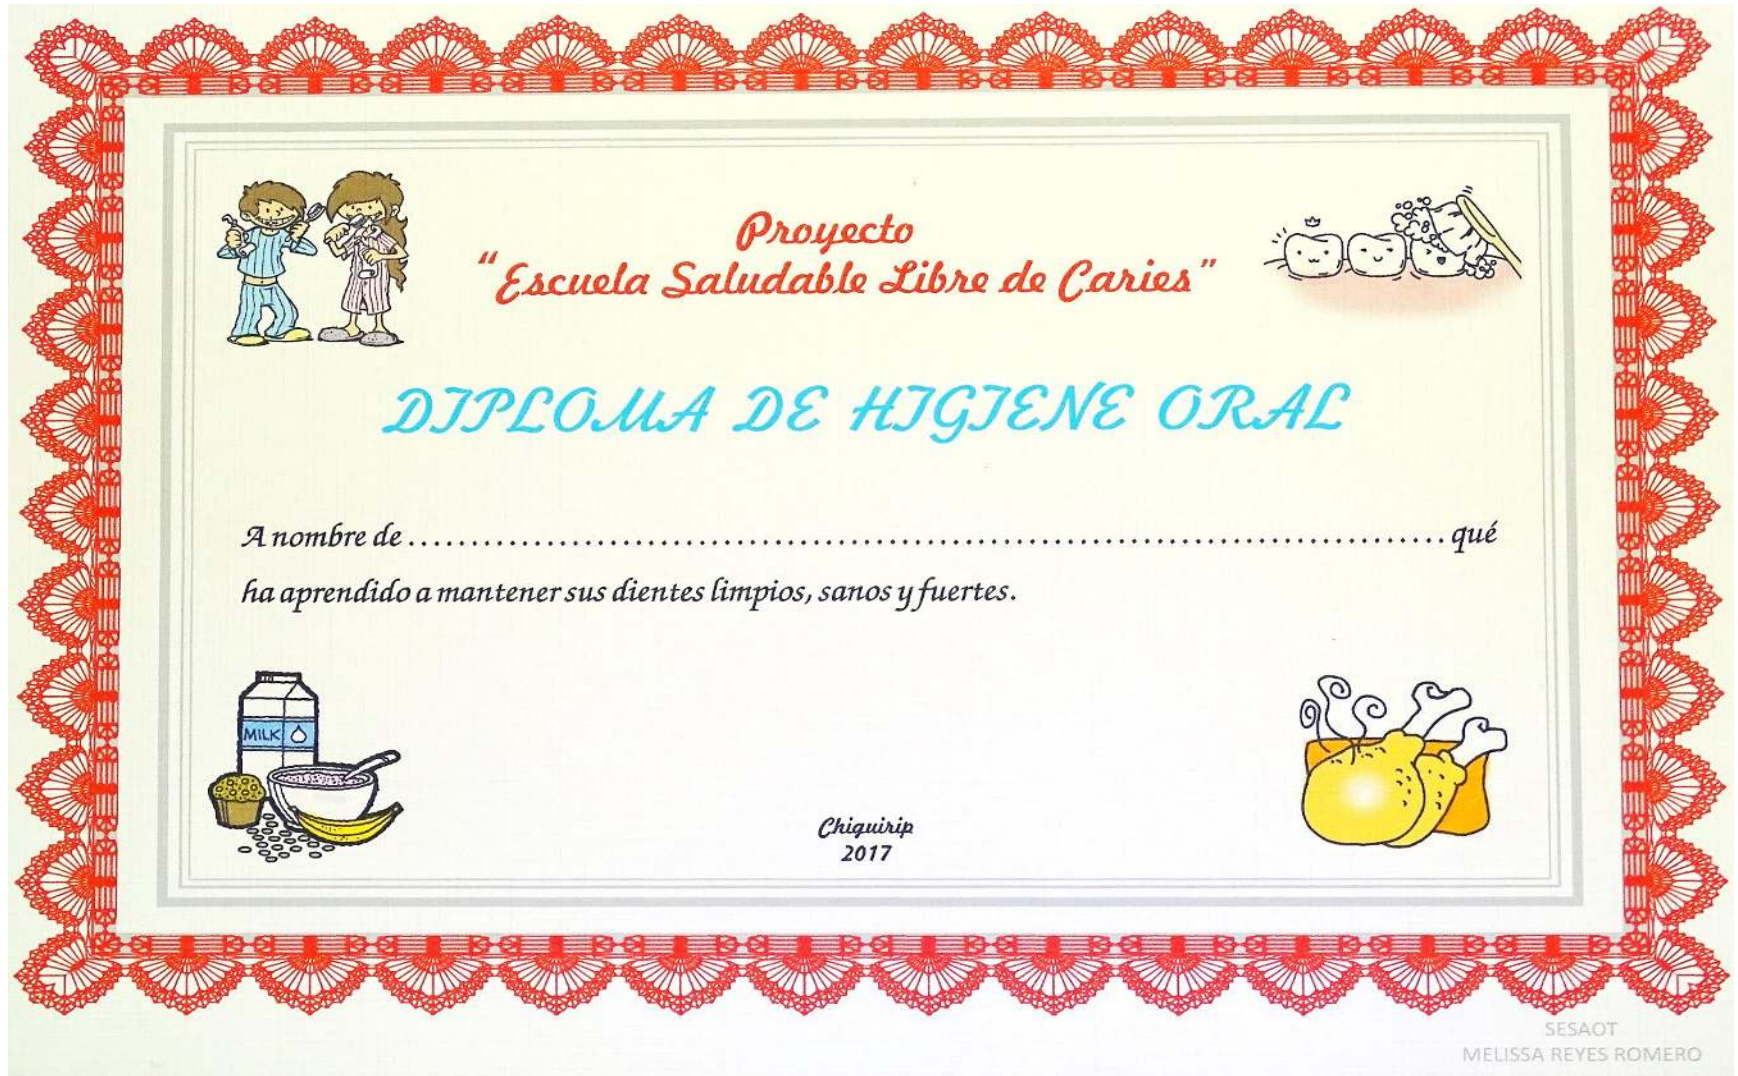 Proyecto
"Escuela Saludable Libre de Caries"
DIPLOMA DE HIGIENE ORAL
A nombre de .................................................................................... qué
ha aprendido a mantener sus dientes limpios, sanos y fuertes.
MILK
Chiquirip
2017
SESAOT
MELISSA REYES ROMERO